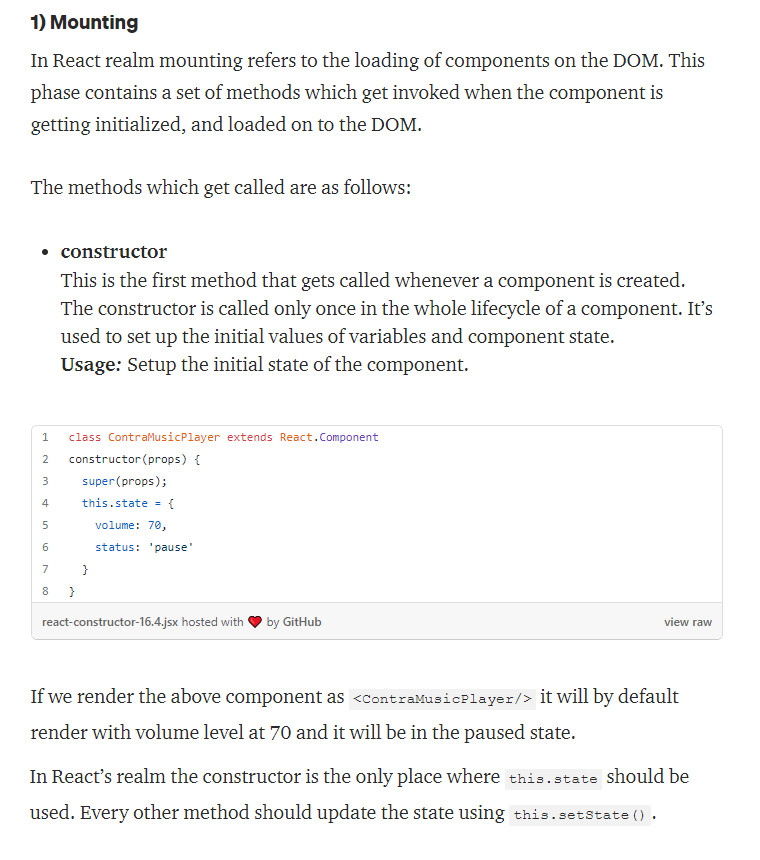 1) Mounting
In React realm mounting refers to the loading of components on the DOM. This
phase contains a set of methods which get invoked when the component is
getting initialized, and loaded on to the DOM.
The methods which get called are as follows:
• constructor
This is the first method that gets called whenever a component is created.
The constructor is called only once in the whole lifecycle of a component. It’s
used to set up the initial values of variables and component state.
Usage: Setup the initial state of the component.
1 class ContraMusicPlayer extends React.Component
2 constructor(props) {
3 super(props);
4 this.state = {
5 volume: 70,
6 status: 'pause'
7 }
8 }
react-constructor-16.4.jsx hosted with ❤ by GitHub view raw
If we render the above component as <ContraMusicPlayer/> it will by default
render with volume level at 70 and it will be in the paused state.
In React’s realm the constructor is the only place where this.state should be
used. Every other method should update the state using this.setState().